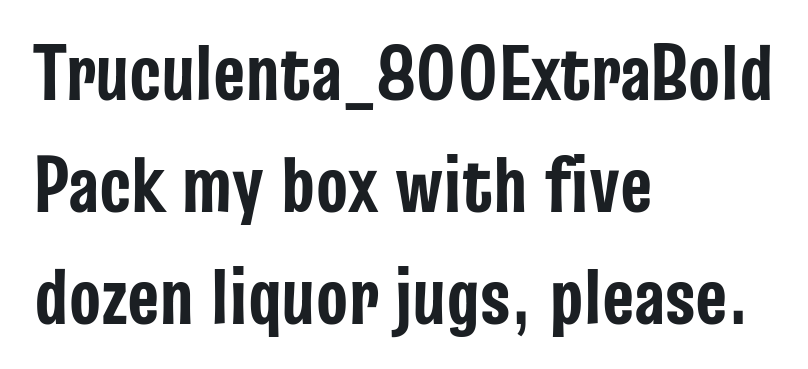 Truculenta_800ExtraBold
Pack my box with five
dozen liquor jugs, please.